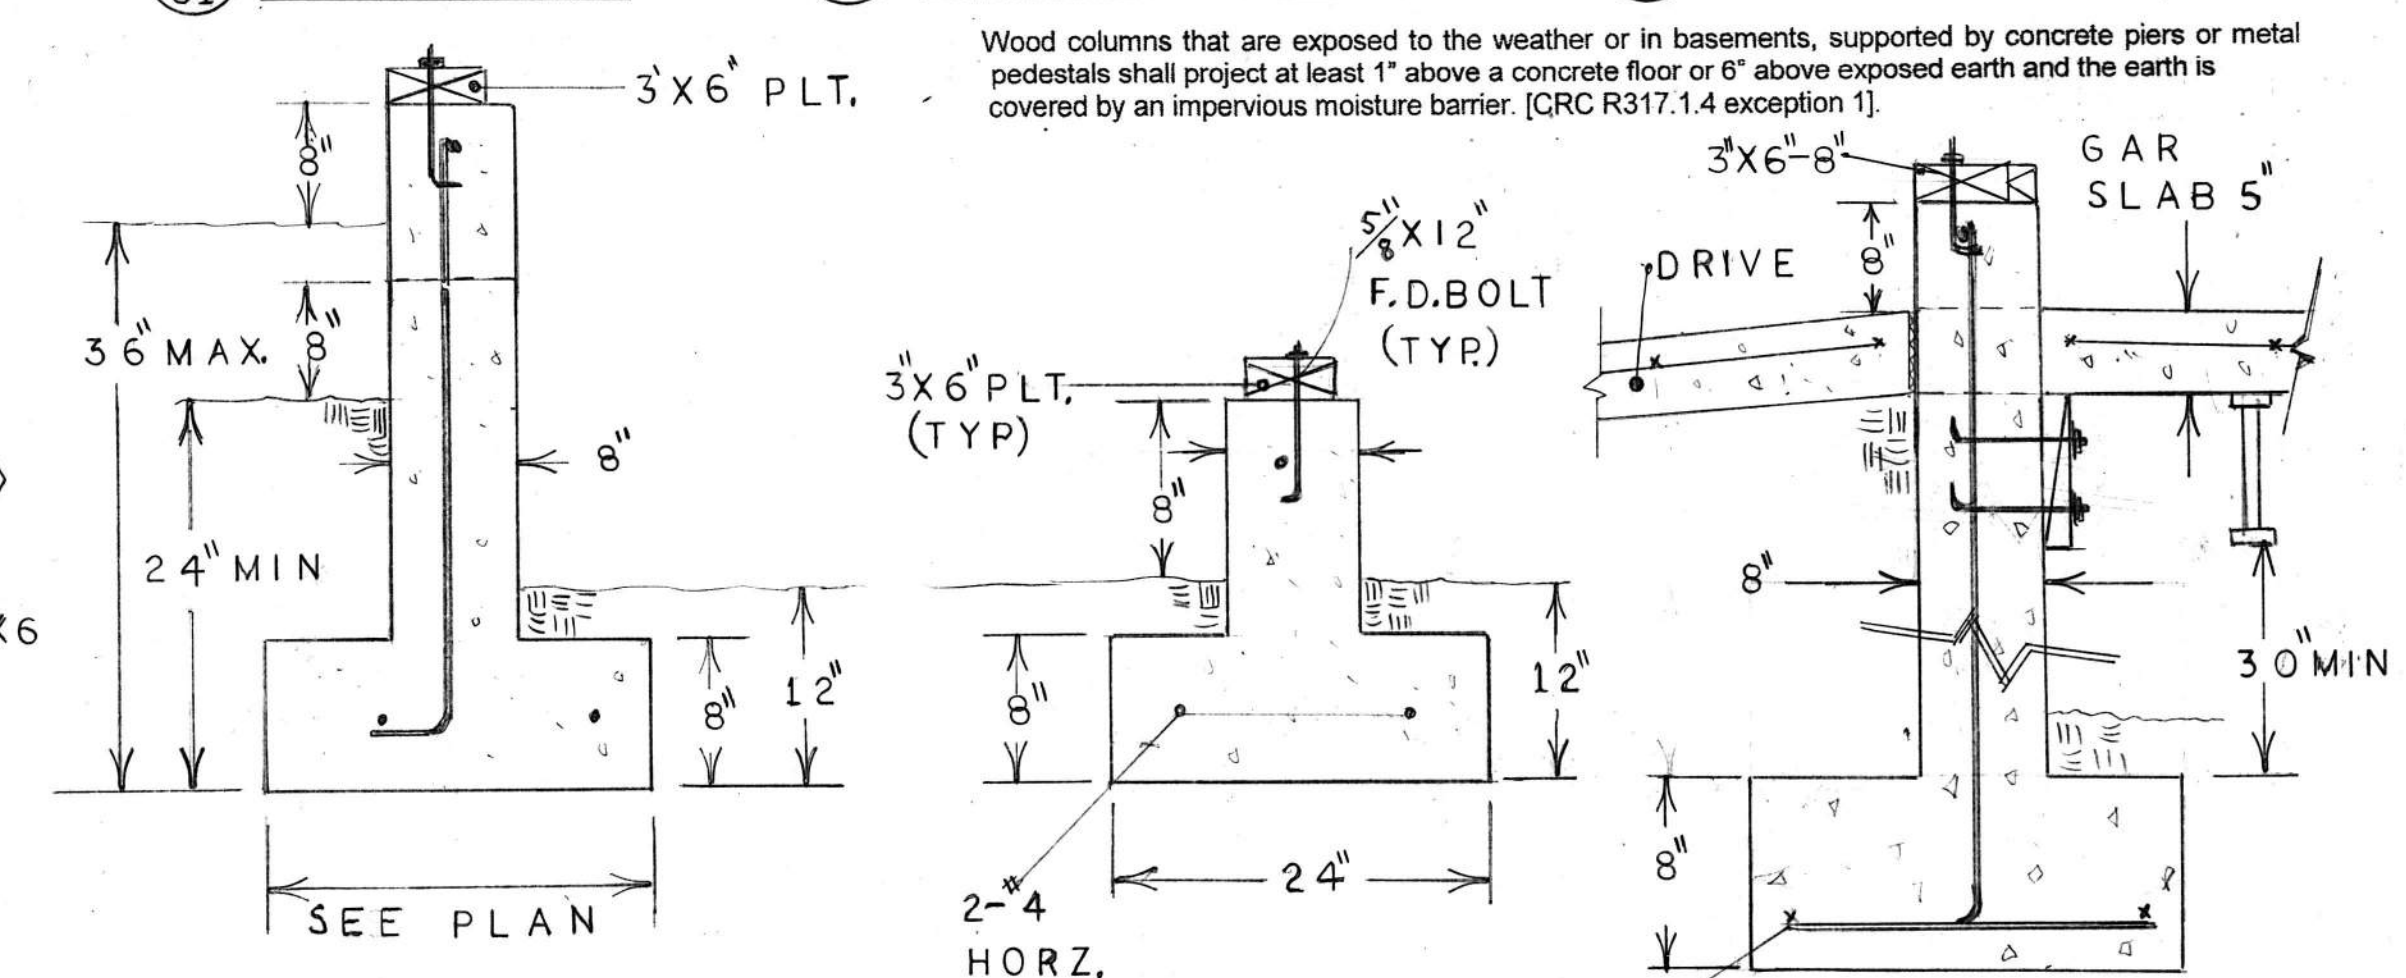 Wood columns that are exposed to the weather or in basements, supported by concrete piers or metal
pedestals shall project at least 1" above a concrete floor or 6" above exposed earth and the earth is
covered by an impervious moisture barrier. [CRC R317.1.4 exception 1].
3'X6" PLT.
8"
36" MAX.
8"
24" MIN
8"
8"
12"
SEE PLAN
X6
5/8"X12"
F.D.BOLT
(TYP.)
3"X6" PLT.
(TYP)
8"
8"
12"
24"
2-#4
HORZ.
3"X6"-8"
GAR
SLAB 5"
DRIVE
8"
8"
30" MIN
8"